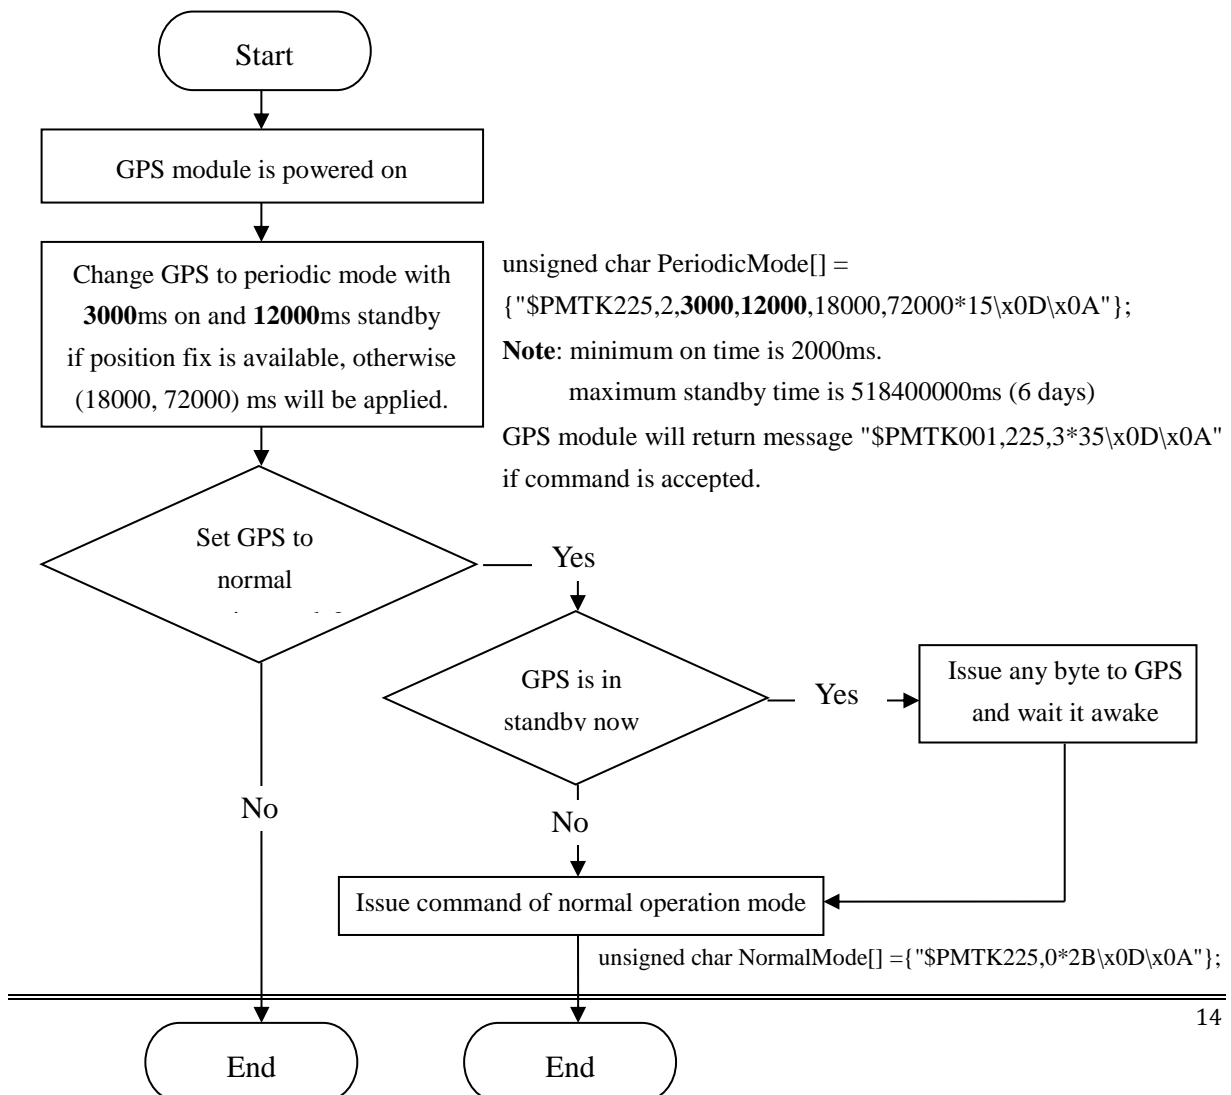 Start
GPS module is powered on
Change GPS to periodic mode with
3000ms on and 12000ms standby
if position fix is available, otherwise
(18000, 72000) ms will be applied.
unsigned char PeriodicMode[] =
{"$PMTK225,2,3000,12000,18000,72000*15\x0D\x0A"};
Note: minimum on time is 2000ms.
maximum standby time is 518400000ms (6 days)
GPS module will return message "$PMTK001,225,3*35\x0D\x0A"
if command is accepted.
Set GPS to
normal
Yes
GPS is in
standby now
Yes
Issue any byte to GPS
and wait it awake
No
No
Issue command of normal operation mode
unsigned char NormalMode[] ={"$PMTK225,0*2B\x0D\x0A"};
14
End
End